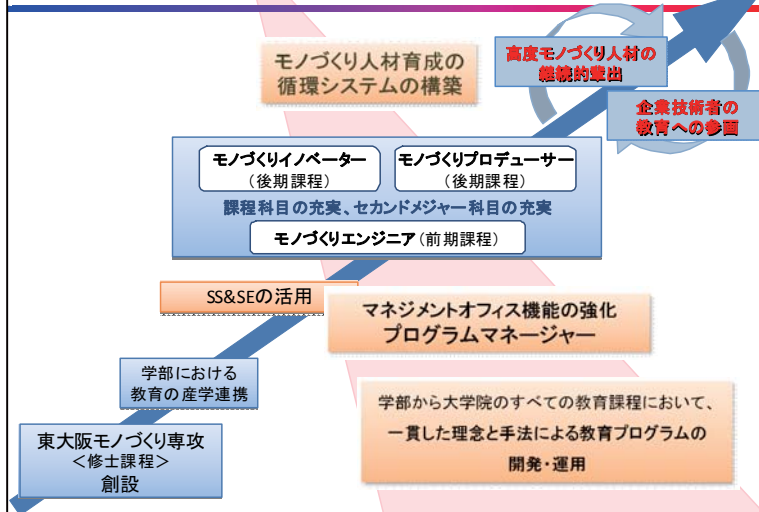 モノづくり人材育成の
循環システムの構築
高度モノづくり人材の
継続的輩出
企業技術者の
教育への参画
モノづくりイノベーター
(後期課程)
モノづくりプロデューサー
(後期課程)
課程科目の充実、セカンドメジャー科目の充実
モノづくりエンジニア(前期課程)
SS&SEの活用
マネジメントオフィス機能の強化
プログラムマネージャー
学部における
教育の産学連携
学部から大学院のすべての教育課程において、
一貫した理念と手法による教育プログラムの
開発・運用
東大阪モノづくり専攻
<修士課程>
創設